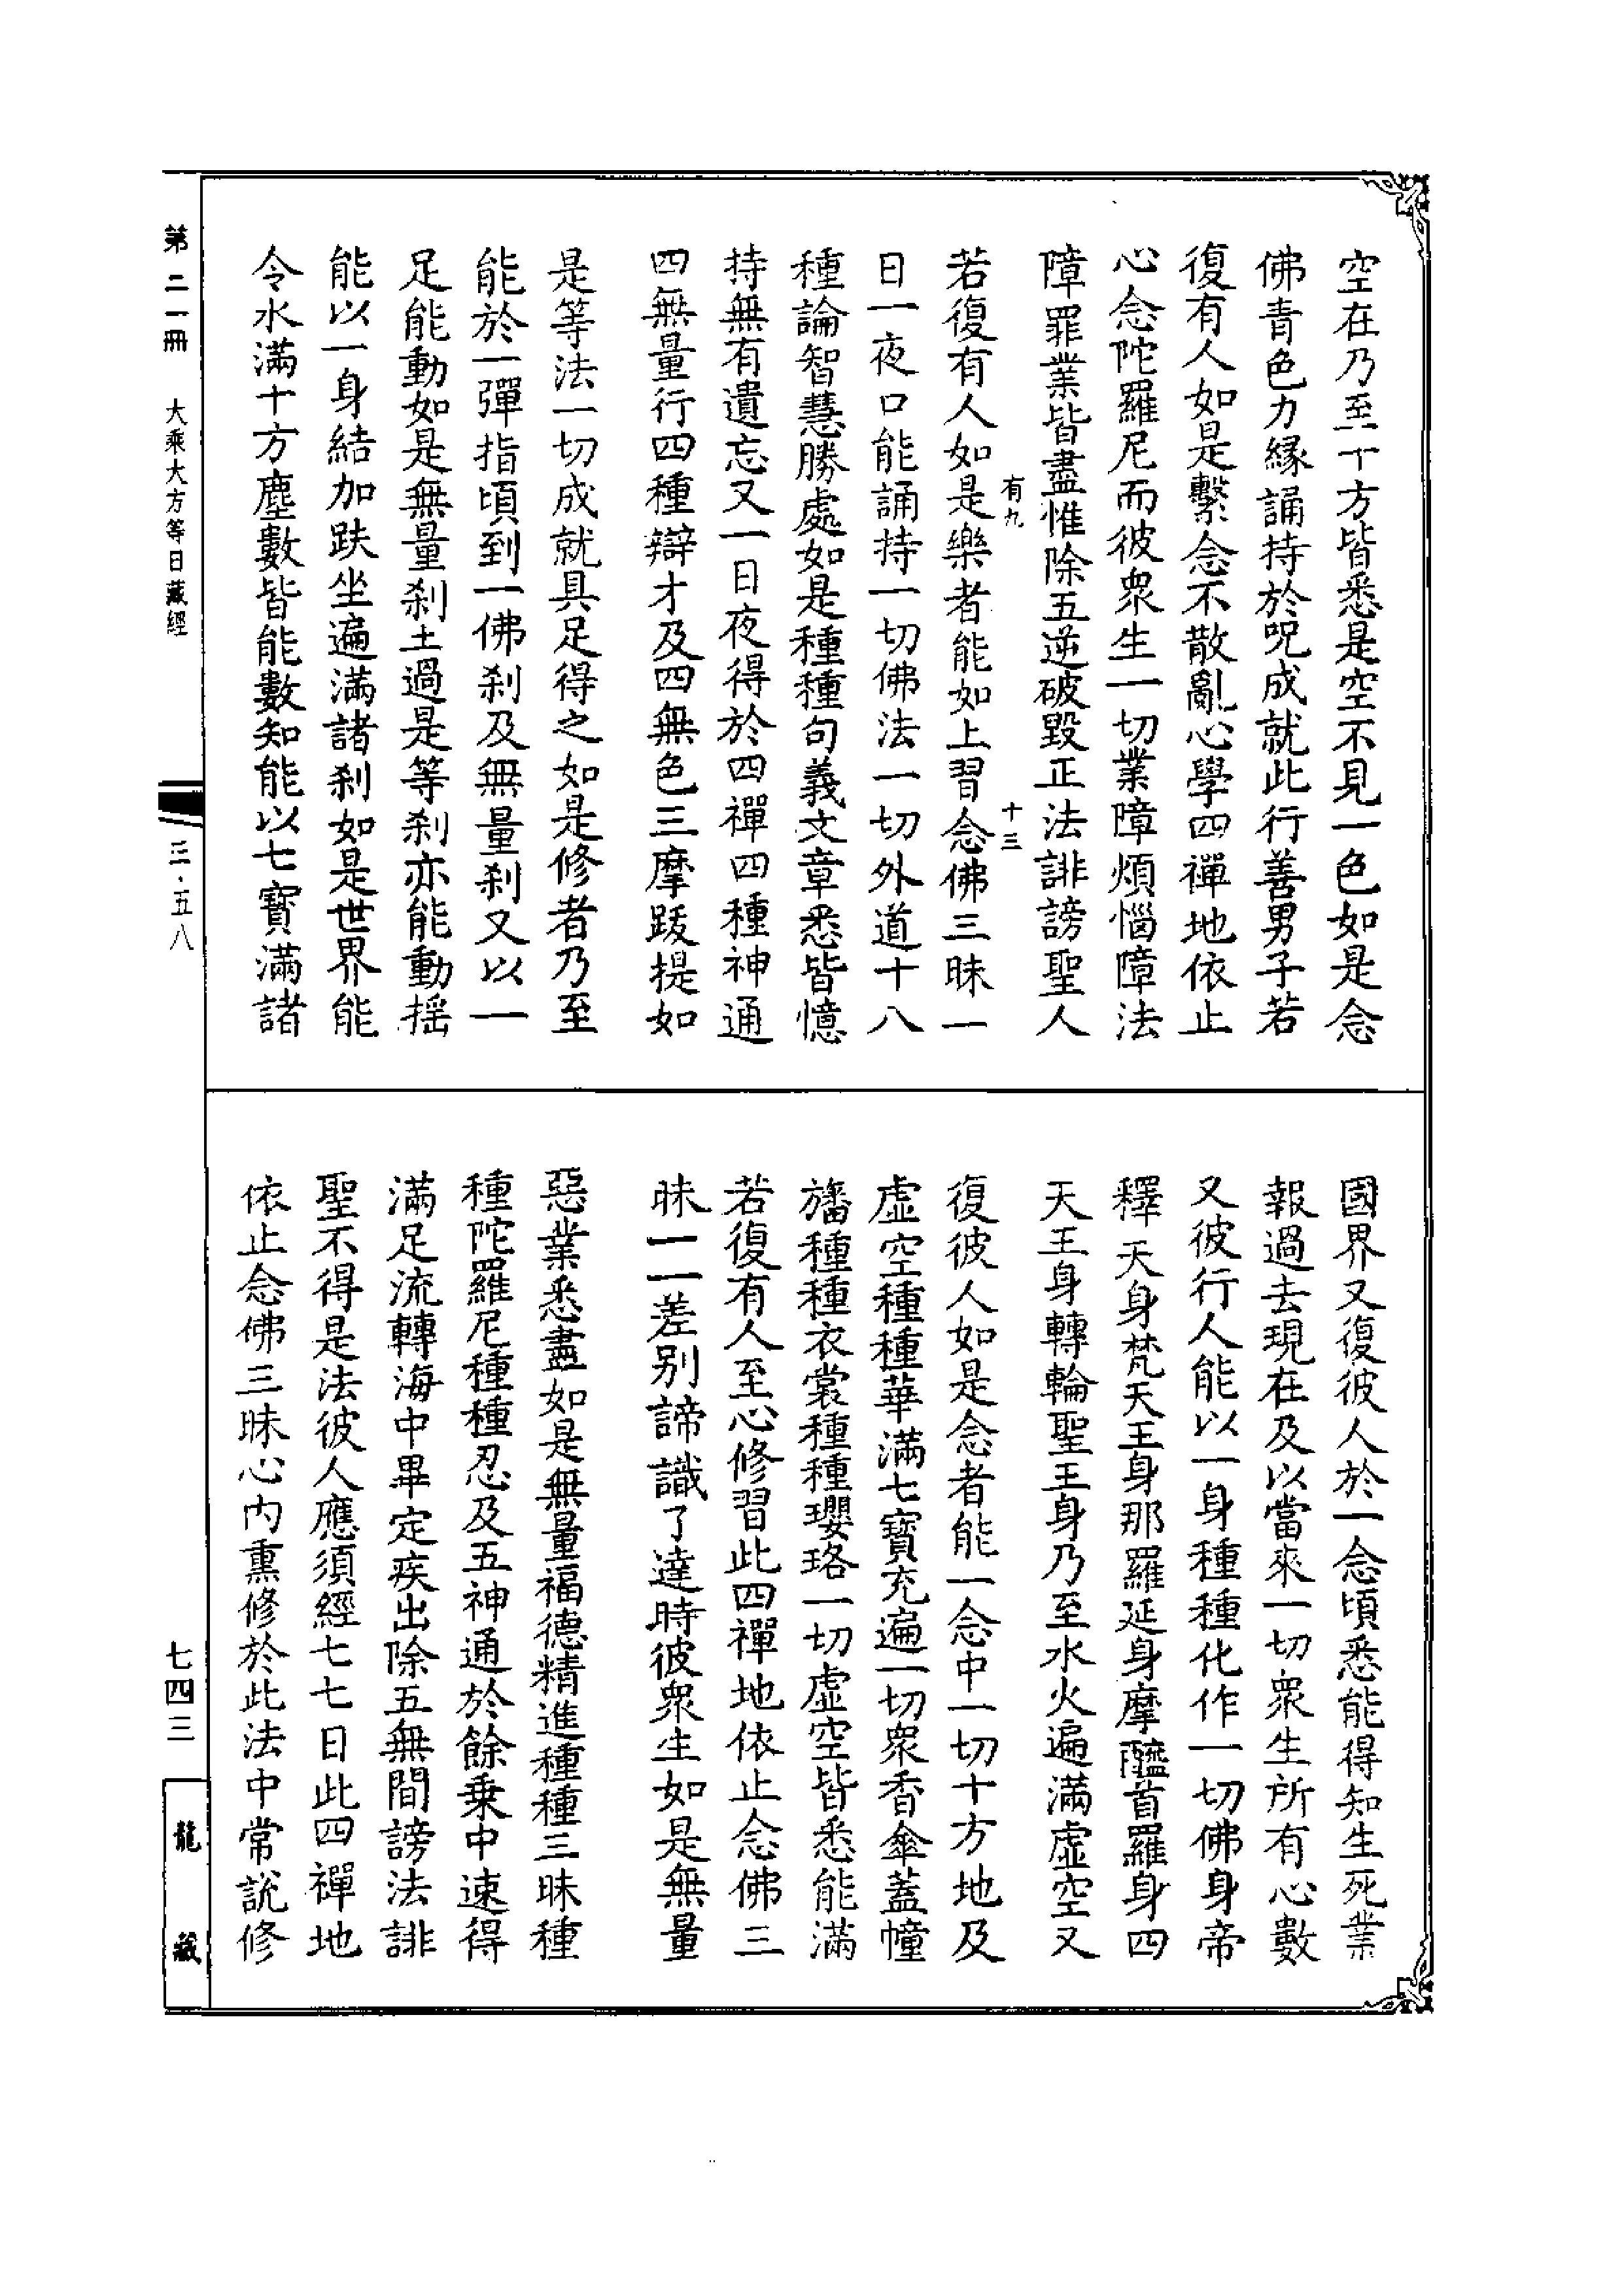 空在乃至十方皆悉是空不見一色如是念
佛青色力緣誦持於呪成就此行善男子若
復有人如是繫念不散亂心學四禪地依止
心念陀羅尼而彼衆生一切業障煩惱障法
障罪業皆盡惟除五逆破毀正法誹謗聖人
有九 十三
若復有人如是樂者能如上習念佛三昧一
日一夜口能誦持一切佛法一切外道十八
種論智慧勝處如是種種句義文章悉皆憶
持無有遺忘又一日夜得於四禪四種神通
四無量行四種辯才及四無色三摩跋提如
是等法一切成就具足得之如是修者乃至
能於一彈指頃到一佛刹及無量刹又以一
足能動如是無量刹土過是等刹亦能動搖
能以一身結加趺坐遍滿諸刹如是世界能
令水滿十方塵數皆能數知能以七寶滿諸
國界又復彼人於一念頃悉能得知生死業
報過去現在及以當來一切衆生所有心數
又彼行人能以一身種種化作一切佛身帝
釋天身梵天王身那羅延身摩醯首羅身四
天王身轉輪聖王身乃至水火遍滿虛空又
復彼人如是念者能一念中一切十方地及
虛空種種華滿七寶充遍一切衆香傘蓋幢
旛種種衣裳種種瓔珞一切虛空皆悉能滿
若復有人至心修習此四禪地依止念佛三
昧一一差别諦識了達時彼衆生如是無量
惡業悉盡如是無量福德精進種種三昧種
種陀羅尼種種忍及五神通於餘乗中速得
滿足流轉海中畢定疾出除五無間謗法誹
聖不得是法彼人應須經七七日此四禪地
依止念佛三昧心内熏修於此法中常説修
第二一冊 大乘大方等日藏經
三·五八
七四三
龍藏